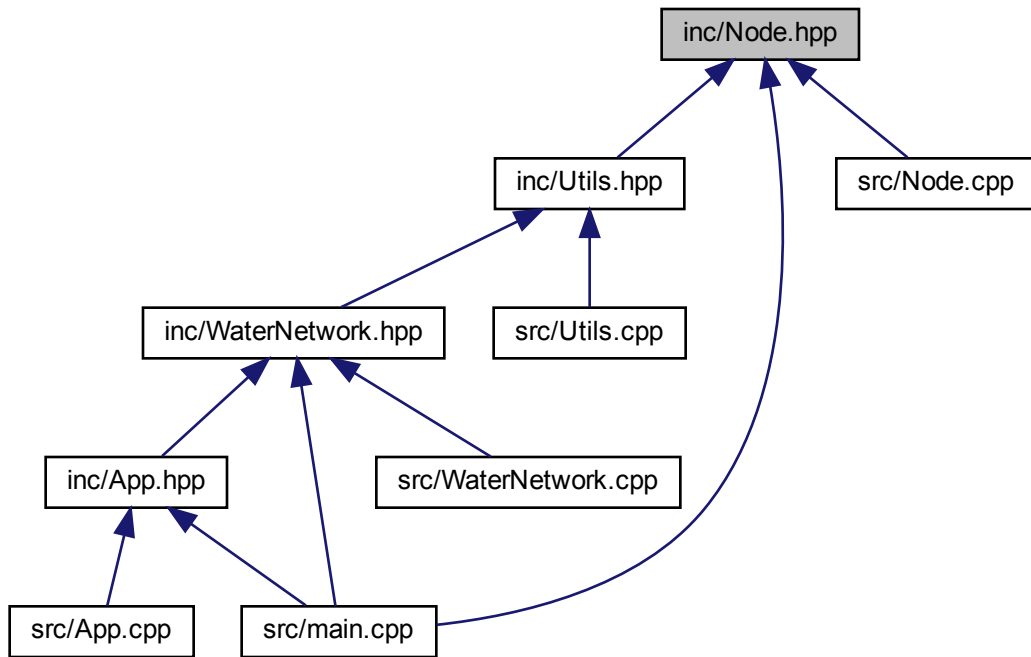 inc/Node.hpp
inc/Utils.hpp
src/Node.cpp
inc/WaterNetwork.hpp
src/Utils.cpp
inc/App.hpp
src/WaterNetwork.cpp
src/App.cpp
src/main.cpp